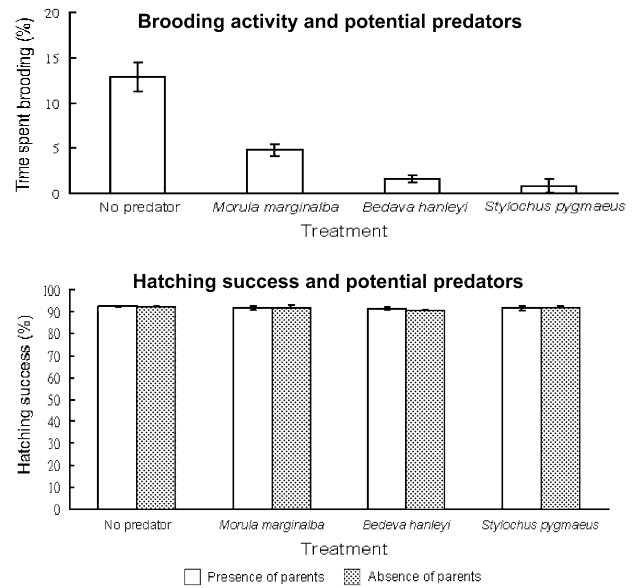 Brooding activity and potential predators
Time spent brooding (%)
20
15
10
5
0
No predator Morula marginalba Bedava hanleyi Stylochus pygmaeus
Treatment
Hatching success and potential predators
Hatching success (%)
100
90
80
70
60
50
40
30
20
10
0
No predator Morula marginalba Bedeva hanleyi Stylochus pygmaeus
Treatment
Presence of parents Absence of parents